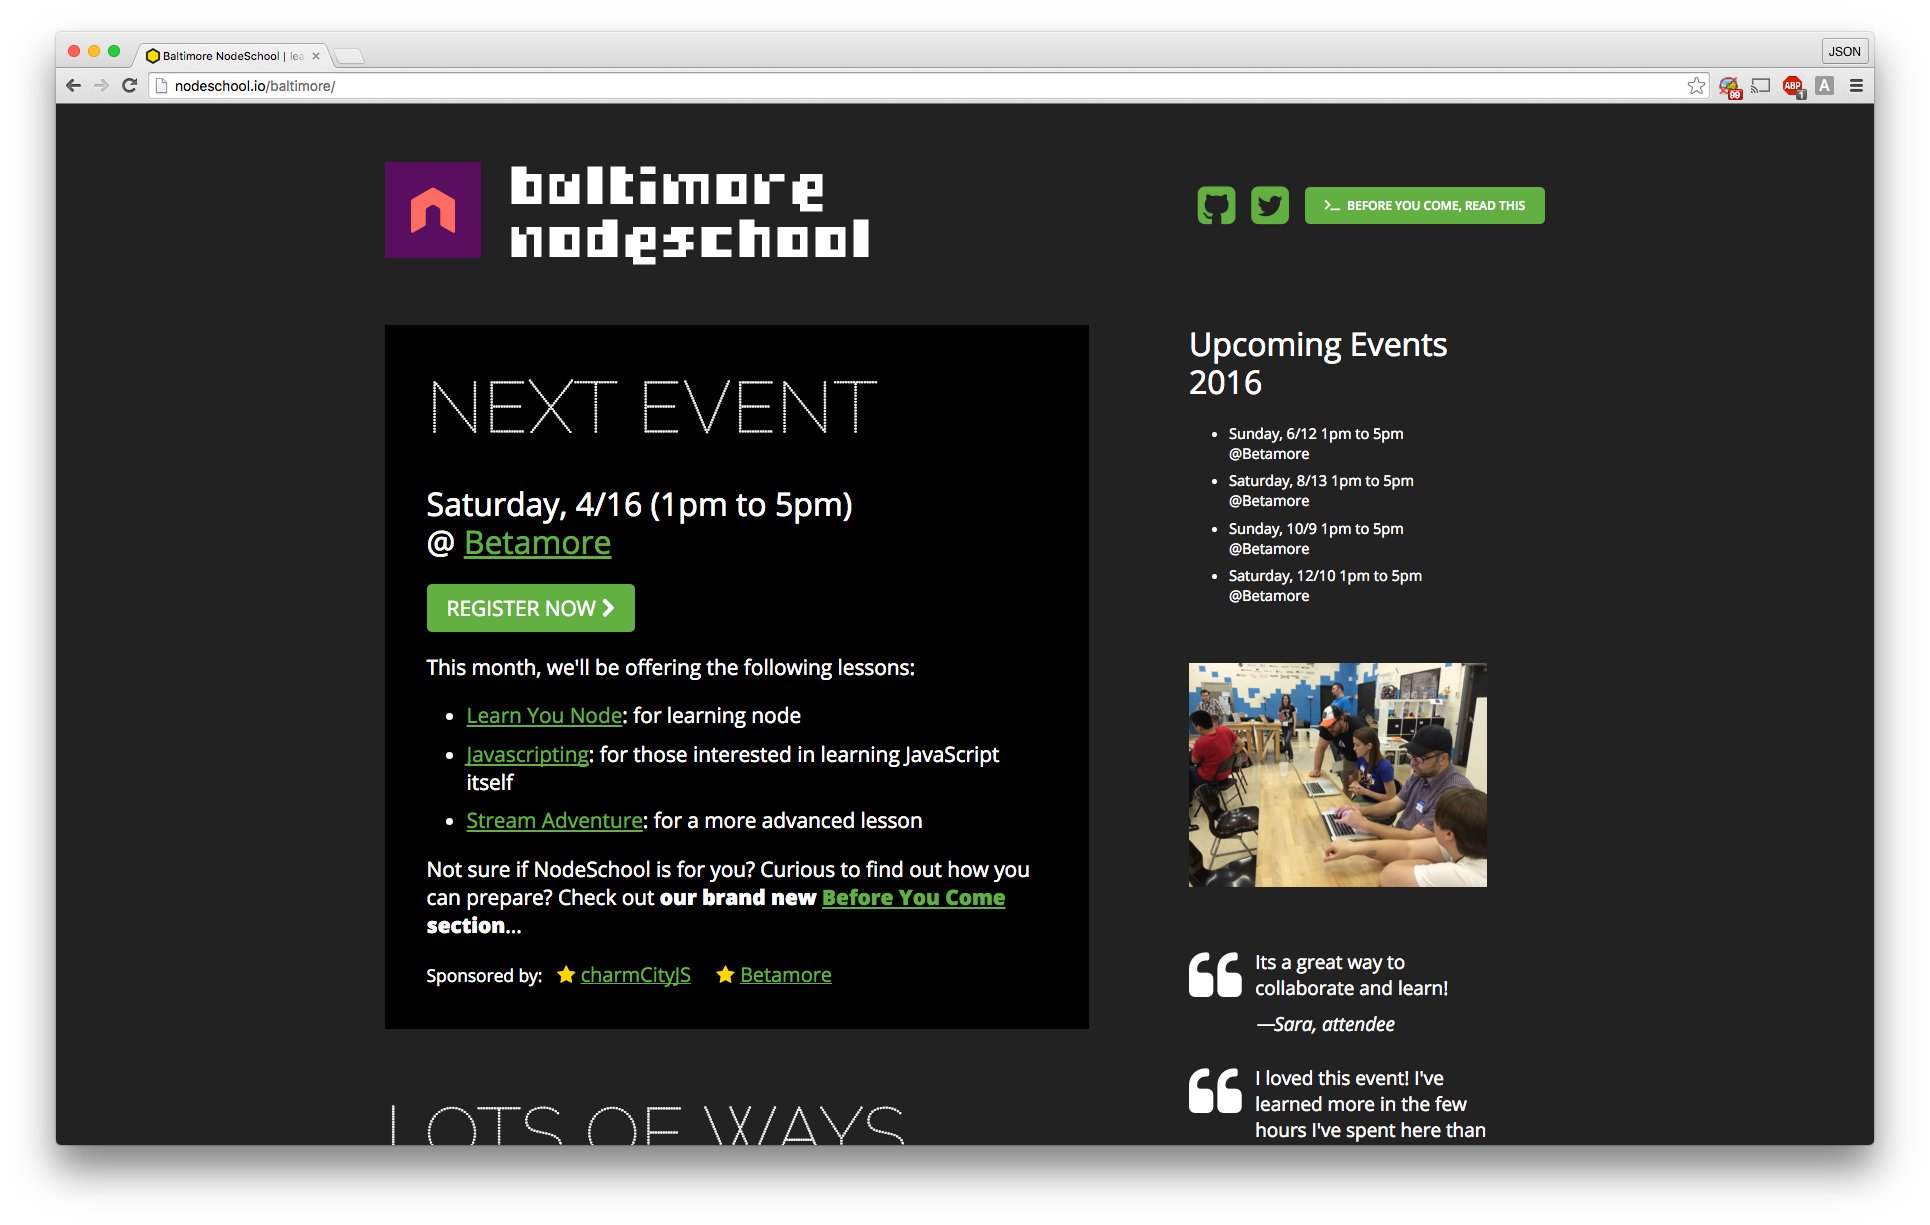 Baltimore NodeSchool | lea
JSON
nodeschool.io/baltimore/
99
ABP
1
A
baltimore
nodeschool
>_ BEFORE YOU COME, READ THIS
NEXT EVENT
Saturday, 4/16 (1pm to 5pm)
@ Betamore
REGISTER NOW
This month, we'll be offering the following lessons:
• Learn You Node: for learning node
• Javascripting: for those interested in learning JavaScript
itself
• Stream Adventure: for a more advanced lesson
Not sure if NodeSchool is for you? Curious to find out how you
can prepare? Check out our brand new Before You Come
section...
Sponsored by: charmCityJS Betamore
LOTS OF WAYS
Upcoming Events
2016
• Sunday, 6/12 1pm to 5pm
@Betamore
• Saturday, 8/13 1pm to 5pm
@Betamore
• Sunday, 10/9 1pm to 5pm
@Betamore
• Saturday, 12/10 1pm to 5pm
@Betamore
Its a great way to
collaborate and learn!
—Sara, attendee
I loved this event! I've
learned more in the few
hours I've spent here than